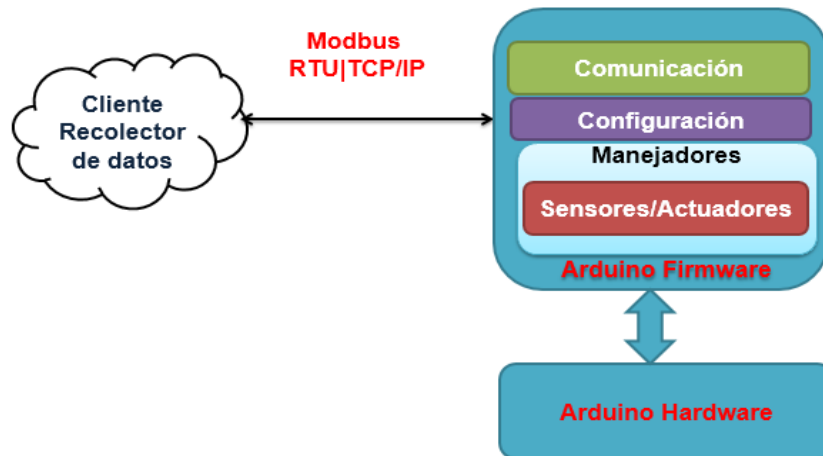 Modbus
RTU|TCP/IP
Cliente
Recolector
de datos
Comunicación
Configuración
Manejadores
Sensores/Actuadores
Arduino Firmware
Arduino Hardware